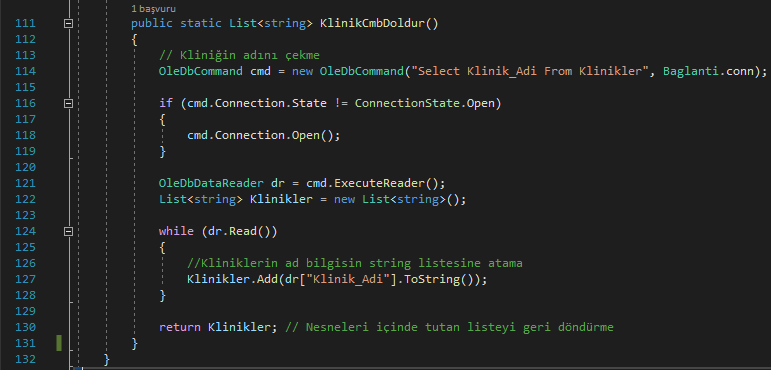 1 başvuru
111 public static List<string> KlinikCmbDoldur()
112 {
113 // Kliniğin adını çekme
114 OleDbCommand cmd = new OleDbCommand("Select Klinik_Adi From Klinikler", Baglanti.conn);
115
116 if (cmd.Connection.State != ConnectionState.Open)
117 {
118 cmd.Connection.Open();
119 }
120
121 OleDbDataReader dr = cmd.ExecuteReader();
122 List<string> Klinikler = new List<string>();
123
124 while (dr.Read())
125 {
126 //Kliniklerin ad bilgisin string listesine atama
127 Klinikler.Add(dr["Klinik_Adi"].ToString());
128 }
129
130 return Klinikler; // Nesneleri içinde tutan listeyi geri döndürme
131 }
132 }